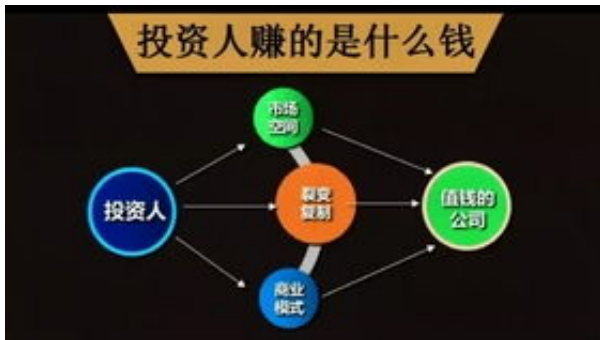 投资人赚的是什么钱
市场
空间
投资人
裂变
复制
值钱的
公司
商业
模式